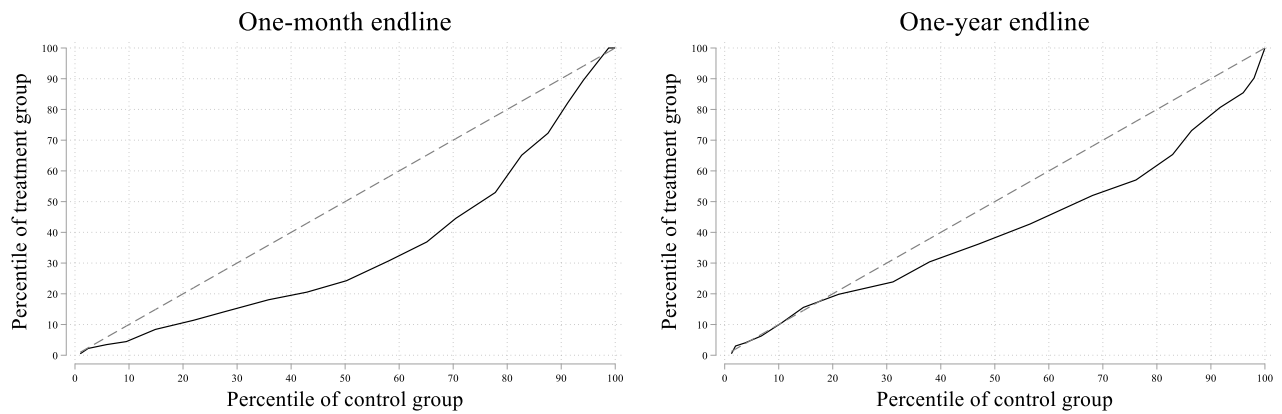 One-month endline
Percentile of treatment group
100
90
80
70
60
50
40
30
20
10
0
0 10 20 30 40 50 60 70 80 90 100
Percentile of control group
One-year endline
Percentile of treatment group
100
90
80
70
60
50
40
30
20
10
0
0 10 20 30 40 50 60 70 80 90 100
Percentile of control group